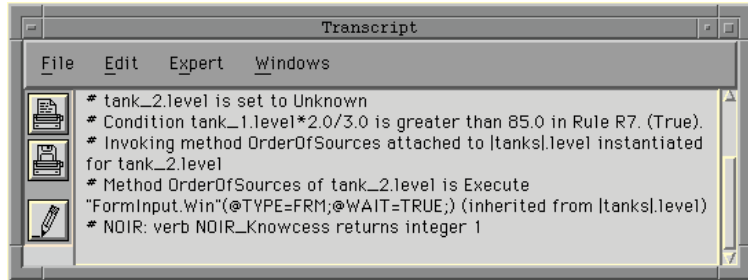 Transcript
File Edit Expert Windows
# tank_2.level is set to Unknown
# Condition tank_1.level*2.0/3.0 is greater than 85.0 in Rule R7. (True).
# Invoking method OrderOfSources attached to |tanks|.level instantiated
for tank_2.level
# Method OrderOfSources of tank_2.level is Execute
"FormInput.Win"(@TYPE=FRM;@WAIT=TRUE;) (inherited from |tanks|.level)
# NOIR: verb NOIR_Knowcess returns integer 1